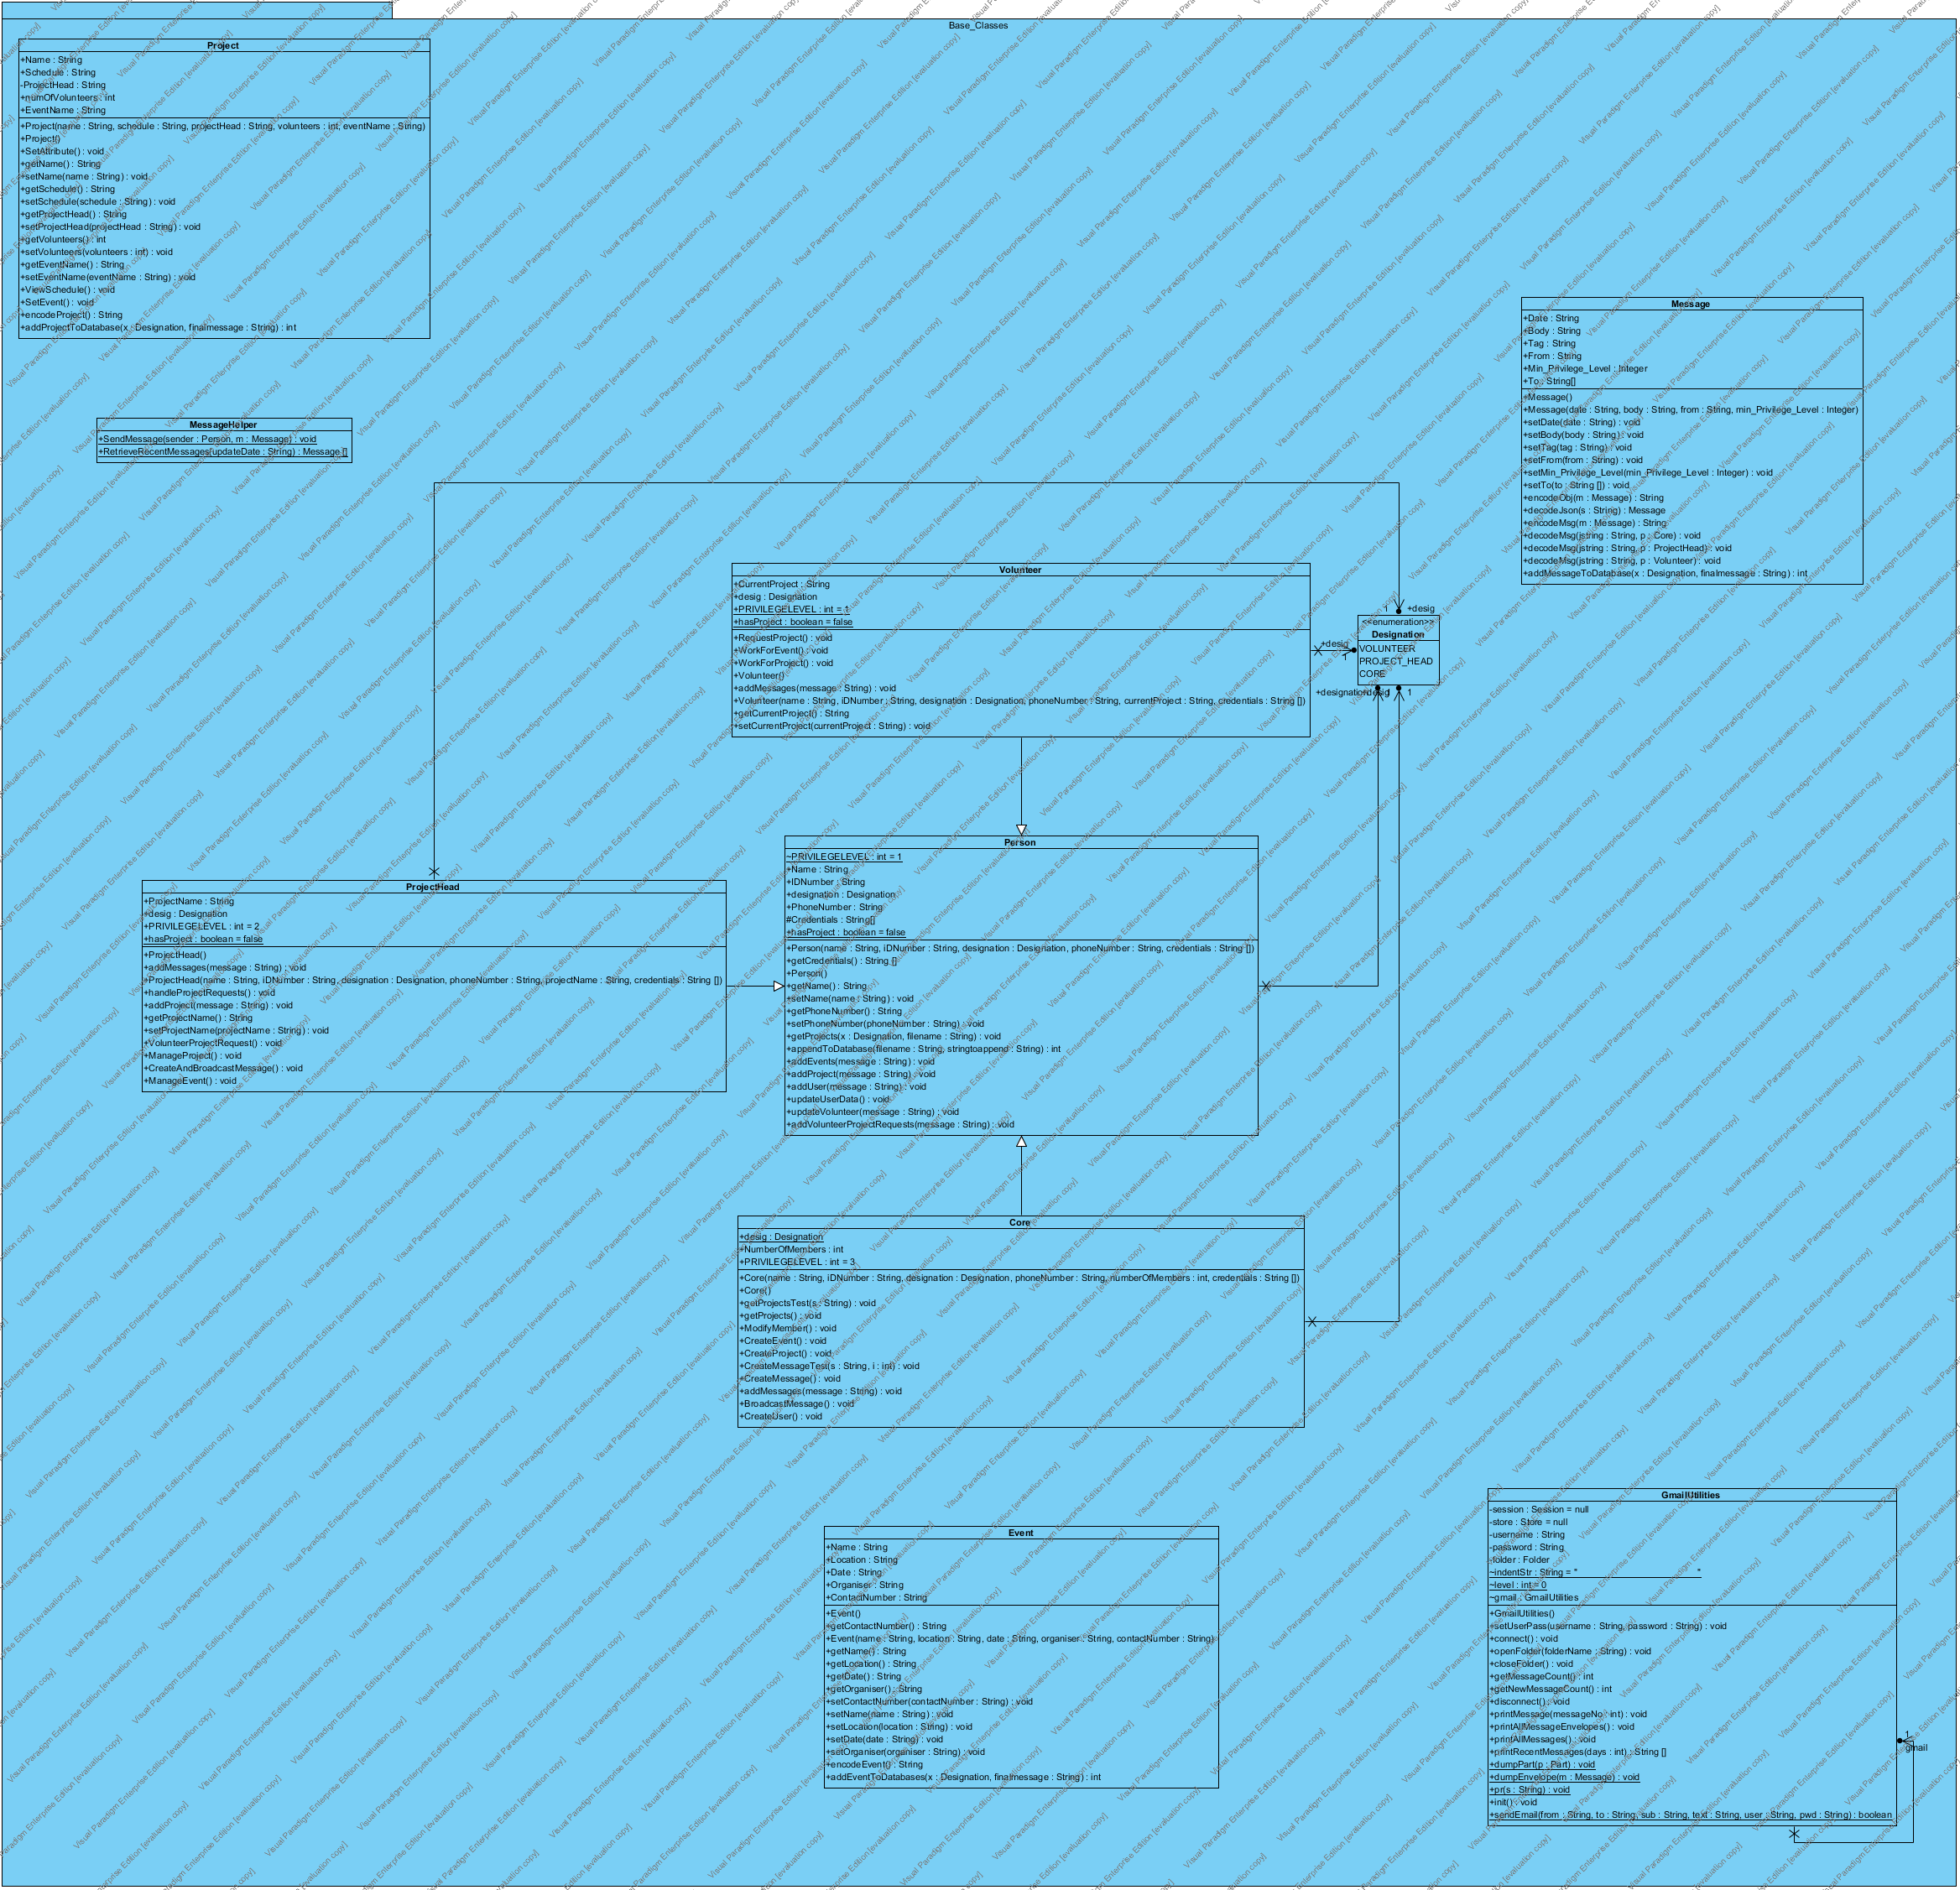 Base_Classes
Project
+Name : String
+Schedule : String
-ProjectHead : String
+numOfVolunteers : int
+EventName : String
+Project(name : String, schedule : String, projectHead : String, volunteers : int, eventName : String)
+Project()
+SetAttribute() : void
+getName() : String
+setName(name : String) : void
+getSchedule() : String
+setSchedule(schedule : String) : void
+getProjectHead() : String
+setProjectHead(projectHead : String) : void
+getVolunteers() : int
+setVolunteers(volunteers : int) : void
+getEventName() : String
+setEventName(eventName : String) : void
+ViewSchedule() : void
+SetEvent() : void
+encodeProject() : String
+addProjectToDatabase(x : Designation, finalmessage : String) : int
Message
+Date : String
+Body : String
+Tag : String
+From : String
+Min_Privilege_Level : Integer
+To : String[]
+Message()
+Message(date : String, body : String, from : String, min_Privilege_Level : Integer)
+setDate(date : String) : void
+setBody(body : String) : void
+setTag(tag : String) : void
+setFrom(from : String) : void
+setMin_Privilege_Level(min_Privilege_Level : Integer) : void
+setTo(to : String []) : void
+encodeObj(m : Message) : String
+decodeJson(s : String) : Message
+encodeMsg(m : Message) : String
+decodeMsg(jstring : String, p : Core) : void
+decodeMsg(jstring : String, p : ProjectHead) : void
+decodeMsg(jstring : String, p : Volunteer) : void
+addMessageToDatabase(x : Designation, finalmessage : String) : int
MessageHelper
+SendMessage(sender : Person, m : Message) : void
+RetrieveRecentMessages(updateDate : String) : Message []
Volunteer
+CurrentProject : String
+desig : Designation
+PRIVILEGELEVEL : int = 1
+hasProject : boolean = false
+RequestProject() : void
+WorkForEvent() : void
+WorkForProject() : void
+Volunteer()
+addMessages(message : String) : void
+Volunteer(name : String, iDNumber : String, designation : Designation, phoneNumber : String, currentProject : String, credentials : String [])
+getCurrentProject() : String
+setCurrentProject(currentProject : String) : void
1
+desig
<<enumeration>>
Designation
VOLUNTEER
PROJECT_HEAD
CORE
+desig
1
+designation
+desig
1
1
Person
~PRIVILEGELEVEL : int = 1
+Name : String
+IDNumber : String
+designation : Designation
+PhoneNumber : String
#Credentials : String[]
+hasProject : boolean = false
+Person(name : String, iDNumber : String, designation : Designation, phoneNumber : String, credentials : String [])
+getCredentials() : String []
+Person()
+getName() : String
+setName(name : String) : void
+getPhoneNumber() : String
+setPhoneNumber(phoneNumber : String) : void
+getProjects(x : Designation, filename : String) : void
+appendToDatabase(filename : String, stringtoappend : String) : int
+addEvents(message : String) : void
+addProject(message : String) : void
+addUser(message : String) : void
+updateUserData() : void
+updateVolunteer(message : String) : void
+addVolunteerProjectRequests(message : String) : void
ProjectHead
+ProjectName : String
+desig : Designation
+PRIVILEGELEVEL : int = 2
+hasProject : boolean = false
+ProjectHead()
+addMessages(message : String) : void
+ProjectHead(name : String, iDNumber : String, designation : Designation, phoneNumber : String, projectName : String, credentials : String [])
+handleProjectRequests() : void
+addProject(message : String) : void
+getProjectName() : String
+setProjectName(projectName : String) : void
+VolunteerProjectRequest() : void
+ManageProject() : void
+CreateAndBroadcastMessage() : void
+ManageEvent() : void
Core
+desig : Designation
+NumberOfMembers : int
+PRIVILEGELEVEL : int = 3
+Core(name : String, iDNumber : String, designation : Designation, phoneNumber : String, numberOfMembers : int, credentials : String [])
+Core()
+getProjectsTest(s : String) : void
+getProjects() : void
+ModifyMember() : void
+CreateEvent() : void
+CreateProject() : void
+CreateMessageTest(s : String, i : int) : void
+CreateMessage() : void
+addMessages(message : String) : void
+BroadcastMessage() : void
+CreateUser() : void
Event
+Name : String
+Location : String
+Date : String
+Organiser : String
+ContactNumber : String
+Event()
+getContactNumber() : String
+Event(name : String, location : String, date : String, organiser : String, contactNumber : String)
+getName() : String
+getLocation() : String
+getDate() : String
+getOrganiser() : String
+setContactNumber(contactNumber : String) : void
+setName(name : String) : void
+setLocation(location : String) : void
+setDate(date : String) : void
+setOrganiser(organiser : String) : void
+encodeEvent() : String
+addEventToDatabases(x : Designation, finalmessage : String) : int
GmailUtilities
-session : Session = null
-store : Store = null
-username : String
-password : String
-folder : Folder
~indentStr : String = " "
~level : int = 0
~gmail : GmailUtilities
+GmailUtilities()
+setUserPass(username : String, password : String) : void
+connect() : void
+openFolder(folderName : String) : void
+closeFolder() : void
+getMessageCount() : int
+getNewMessageCount() : int
+disconnect() : void
+printMessage(messageNo : int) : void
+printAllMessageEnvelopes() : void
+printAllMessages() : void
+printRecentMessages(days : int) : String []
+dumpPart(p : Part) : void
+dumpEnvelope(m : Message) : void
+pr(s : String) : void
+init() : void
+sendEmail(from : String, to : String, sub : String, text : String, user : String, pwd : String) : boolean
1
~gmail
Visual Paradigm Enterprise Edition [evaluation copy]